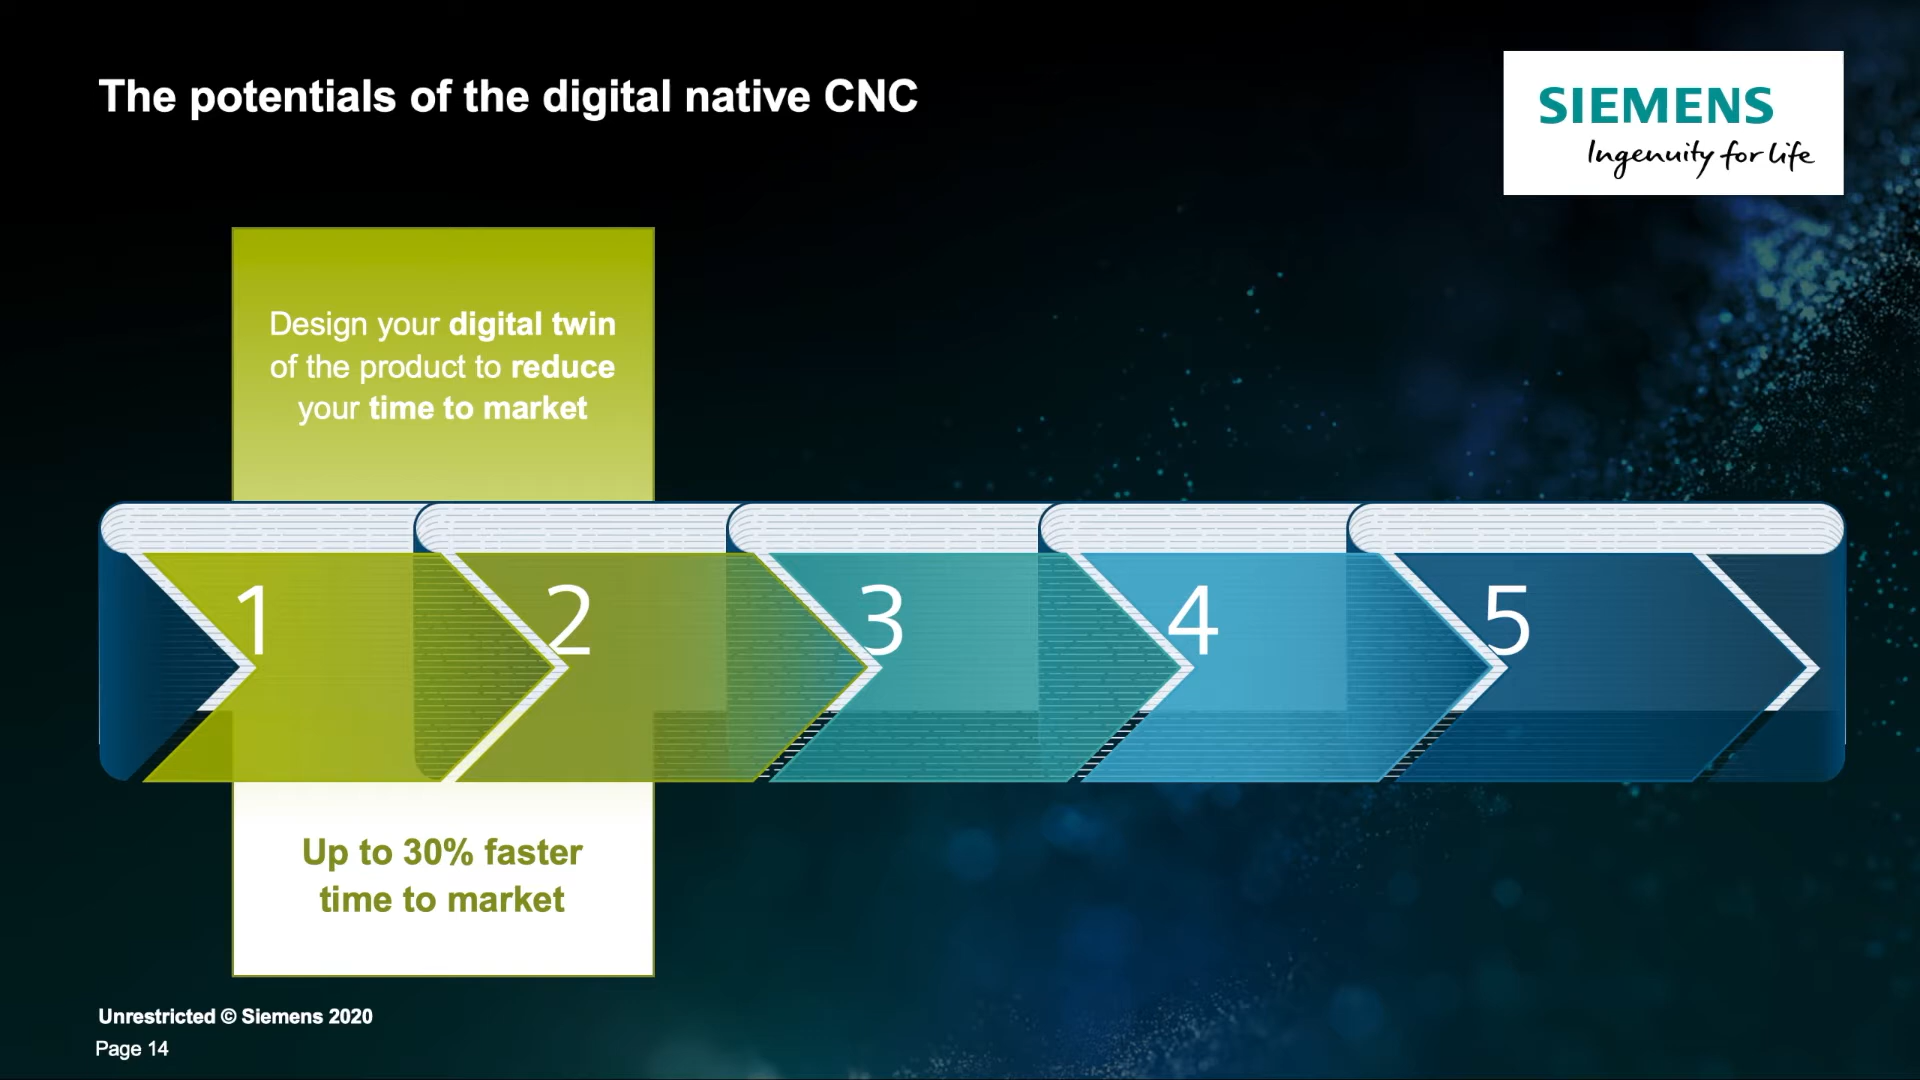 The potentials of the digital native CNC
SIEMENS
Ingenuity for life
Design your digital twin
of the product to reduce
your time to market
1
2
3
4
5
Up to 30% faster
time to market
Unrestricted © Siemens 2020
Page 14